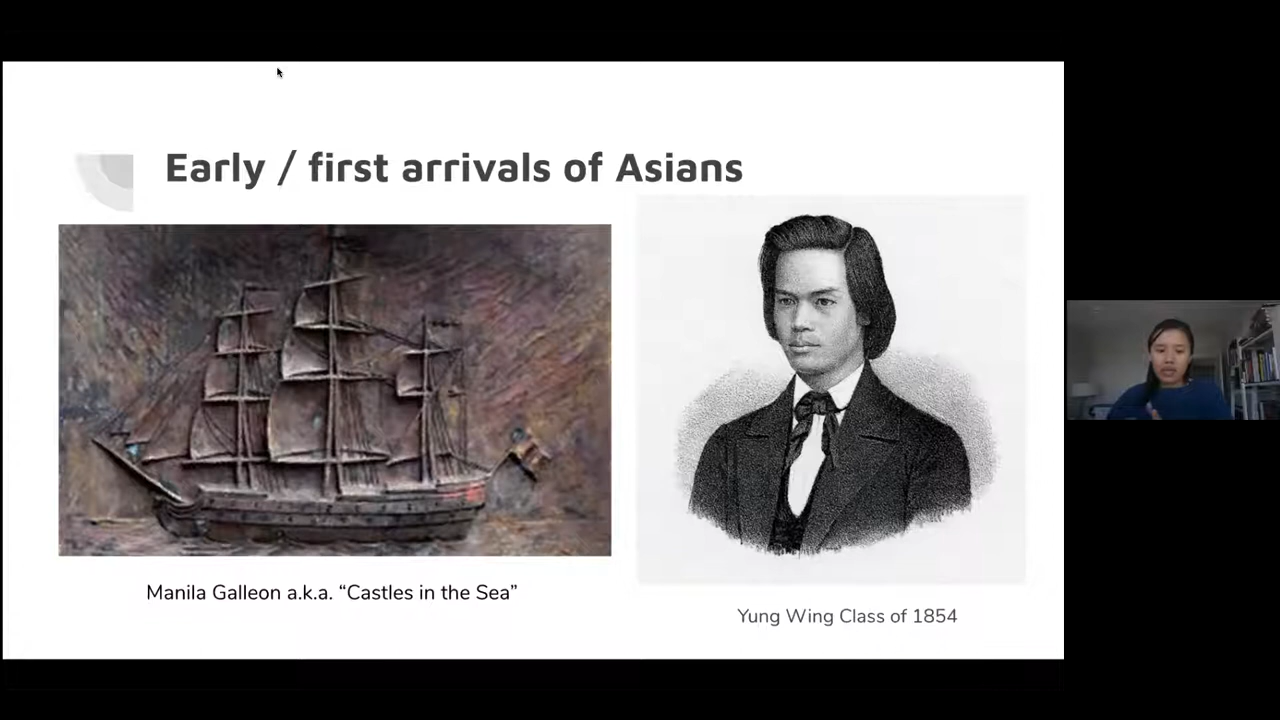 Early / first arrivals of Asians
Manila Galleon a.k.a. “Castles in the Sea”
Yung Wing Class of 1854